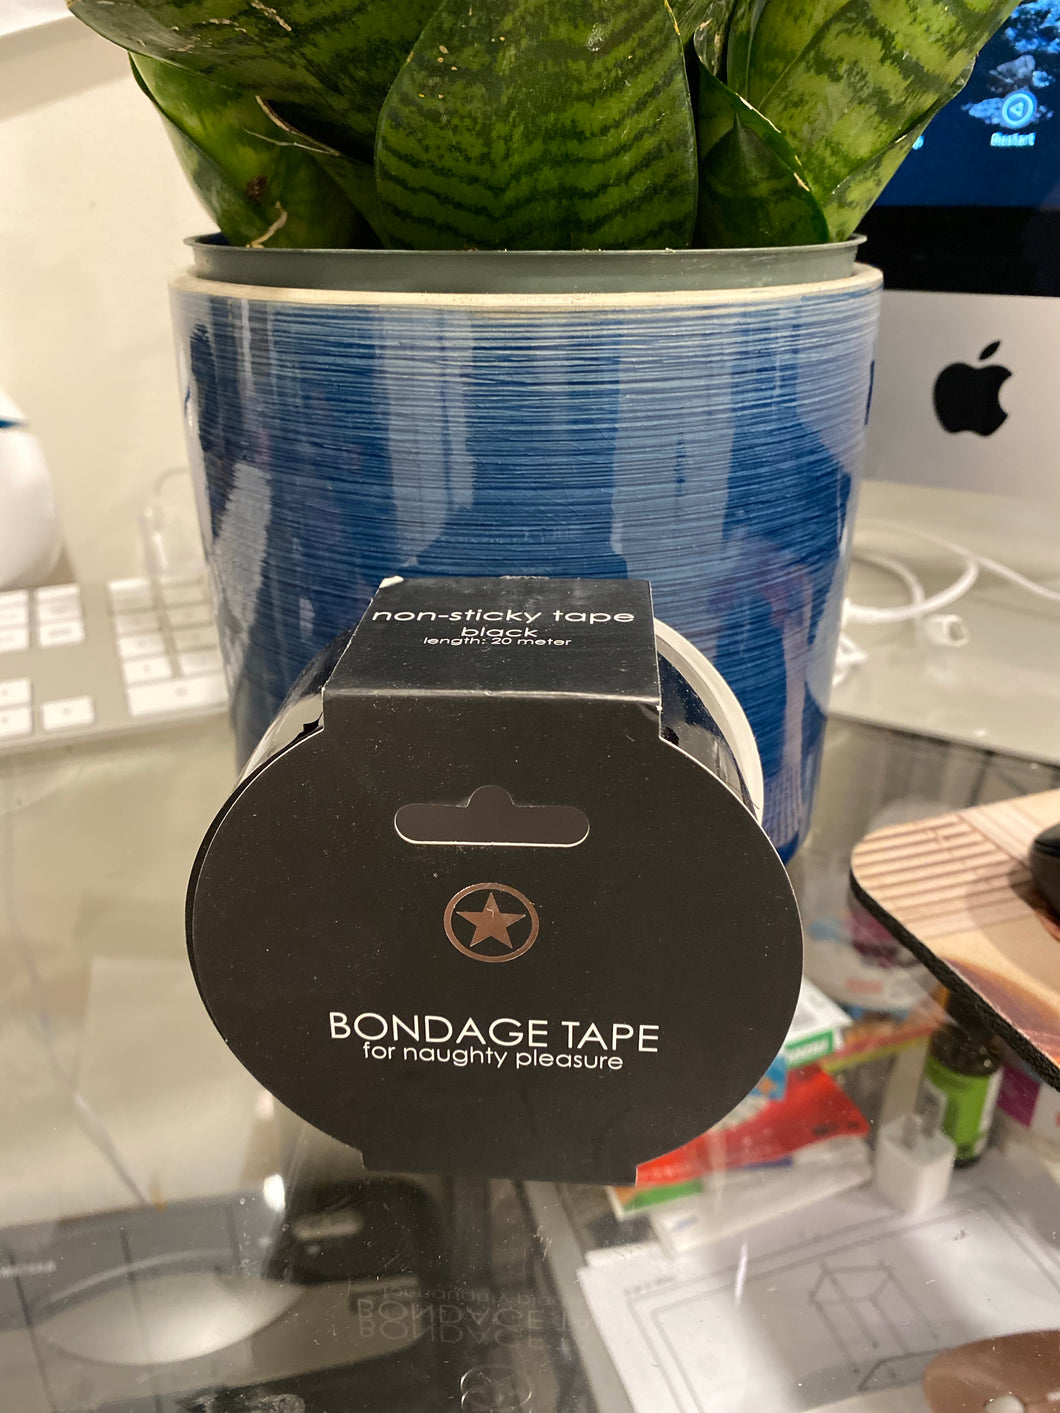 Restart
non-sticky tape
black
length: 20 meter
BONDAGE TAPE
for naughty pleasure